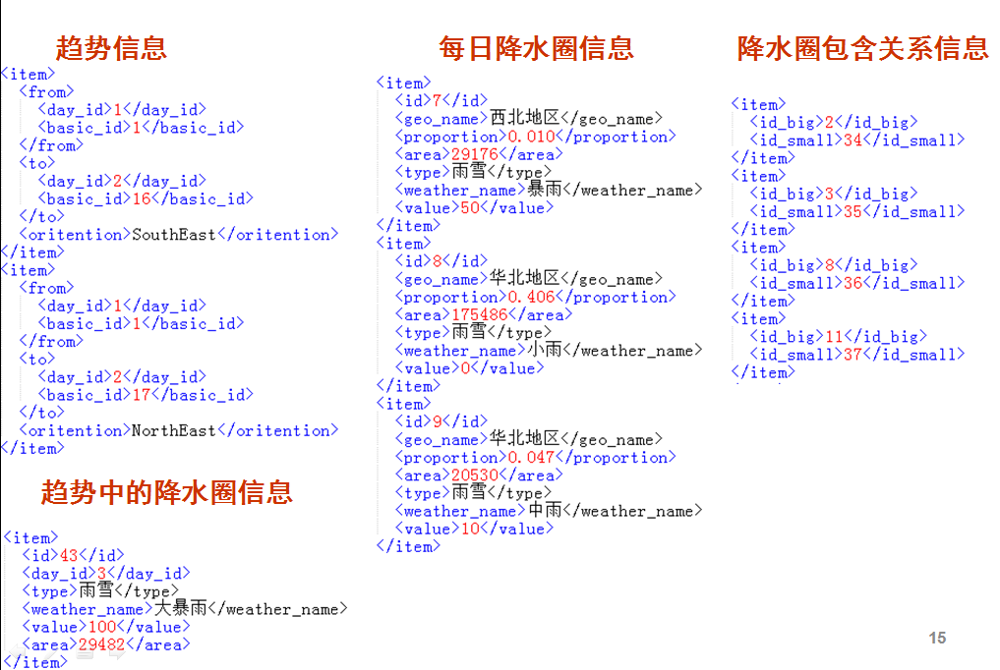 趋势信息
<item>
<from>
<day_id>1</day_id>
<basic_id>1</basic_id>
</from>
<to>
<day_id>2</day_id>
<basic_id>16</basic_id>
</to>
<oritention>SouthEast</oritention>
</item>
<item>
<from>
<day_id>1</day_id>
<basic_id>1</basic_id>
</from>
<to>
<day_id>2</day_id>
<basic_id>17</basic_id>
</to>
<oritention>NorthEast</oritention>
</item>
趋势中的降水圈信息
<item>
<id>43</id>
<day_id>3</day_id>
<type>雨雪</type>
<weather_name>大暴雨</weather_name>
<value>100</value>
<area>29482</area>
</item>
每日降水圈信息
<item>
<id>7</id>
<geo_name>西北地区</geo_name>
<proportion>0.010</proportion>
<area>29176</area>
<type>雨雪</type>
<weather_name>暴雨</weather_name>
<value>50</value>
</item>
<item>
<id>8</id>
<geo_name>华北地区</geo_name>
<proportion>0.406</proportion>
<area>175486</area>
<type>雨雪</type>
<weather_name>小雨</weather_name>
<value>0</value>
</item>
<item>
<id>9</id>
<geo_name>华北地区</geo_name>
<proportion>0.047</proportion>
<area>20530</area>
<type>雨雪</type>
<weather_name>中雨</weather_name>
<value>10</value>
</item>
降水圈包含关系信息
<item>
<id_big>2</id_big>
<id_small>34</id_small>
</item>
<item>
<id_big>3</id_big>
<id_small>35</id_small>
</item>
<item>
<id_big>8</id_big>
<id_small>36</id_small>
</item>
<item>
<id_big>11</id_big>
<id_small>37</id_small>
</item>
15